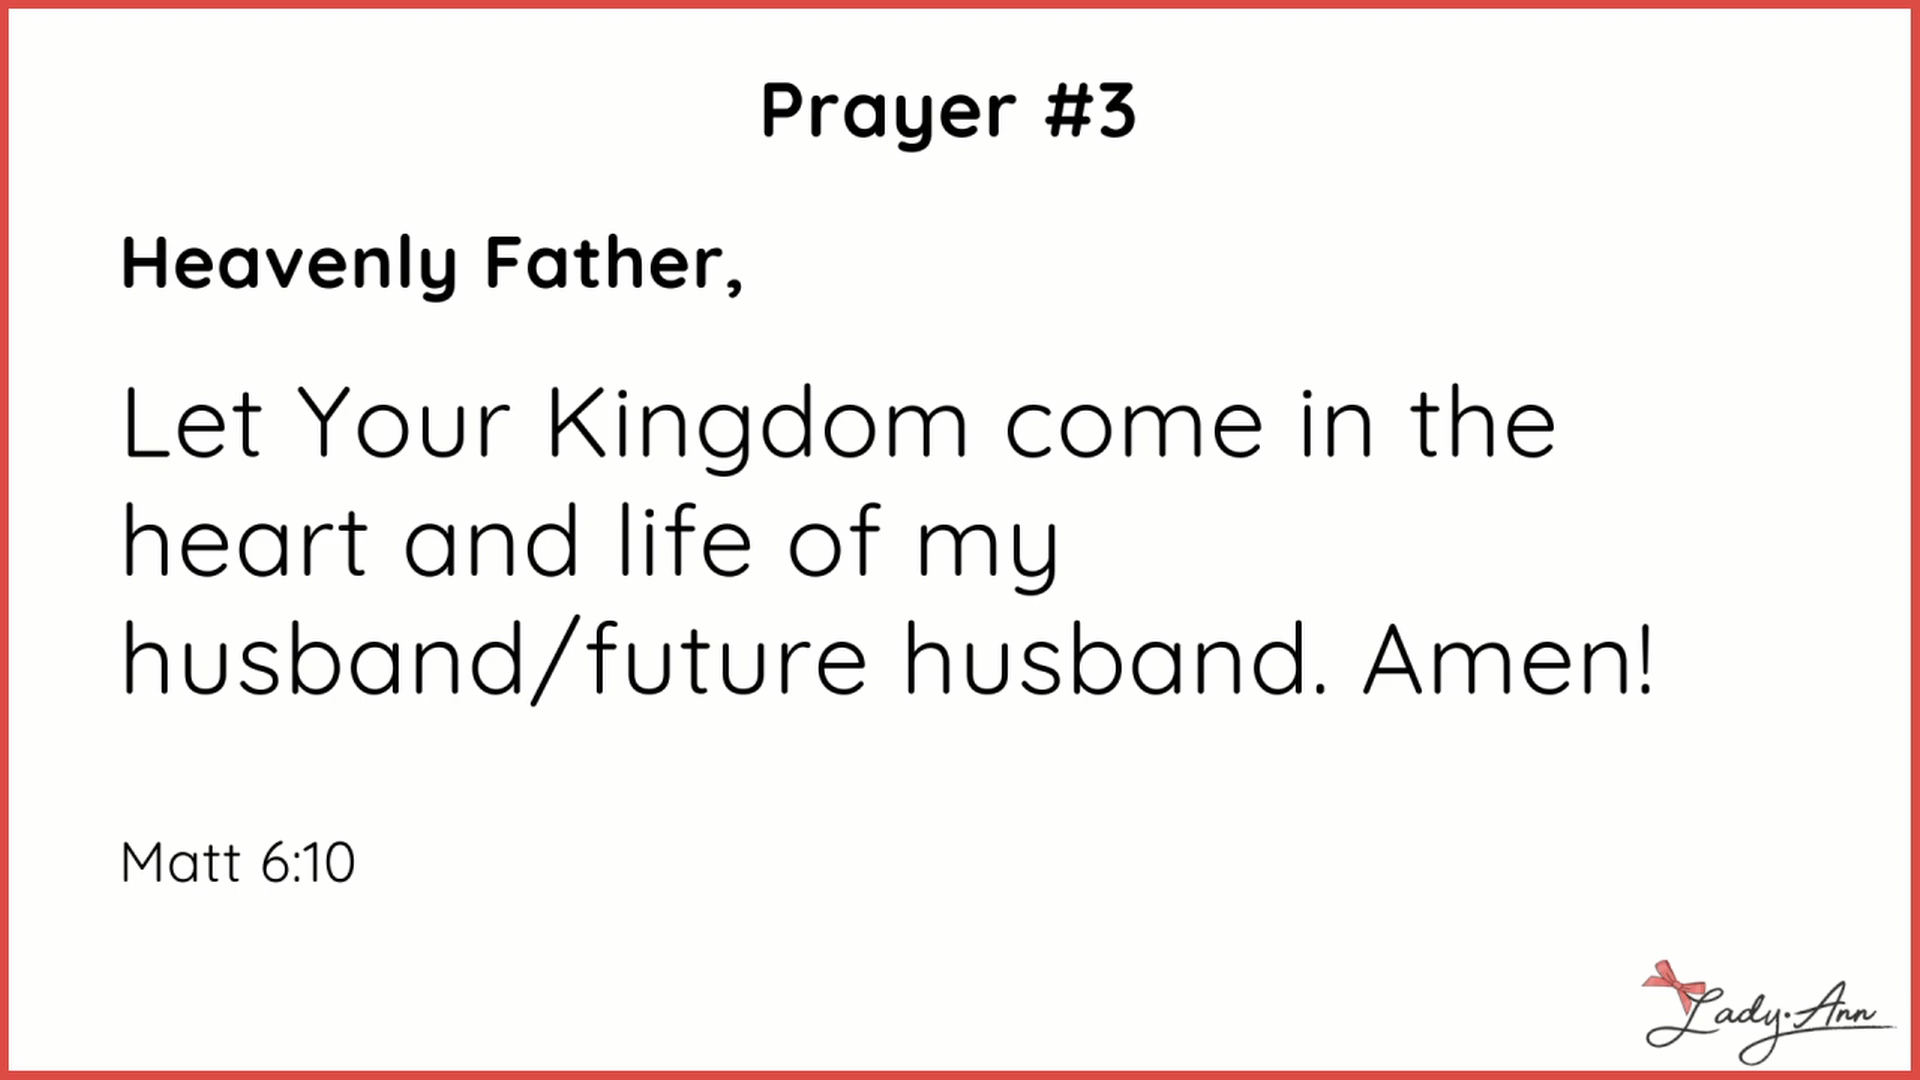 Prayer #3
Heavenly Father,
Let Your Kingdom come in the
heart and life of my
husband/future husband. Amen!
Matt 6:10
Lady·Ann